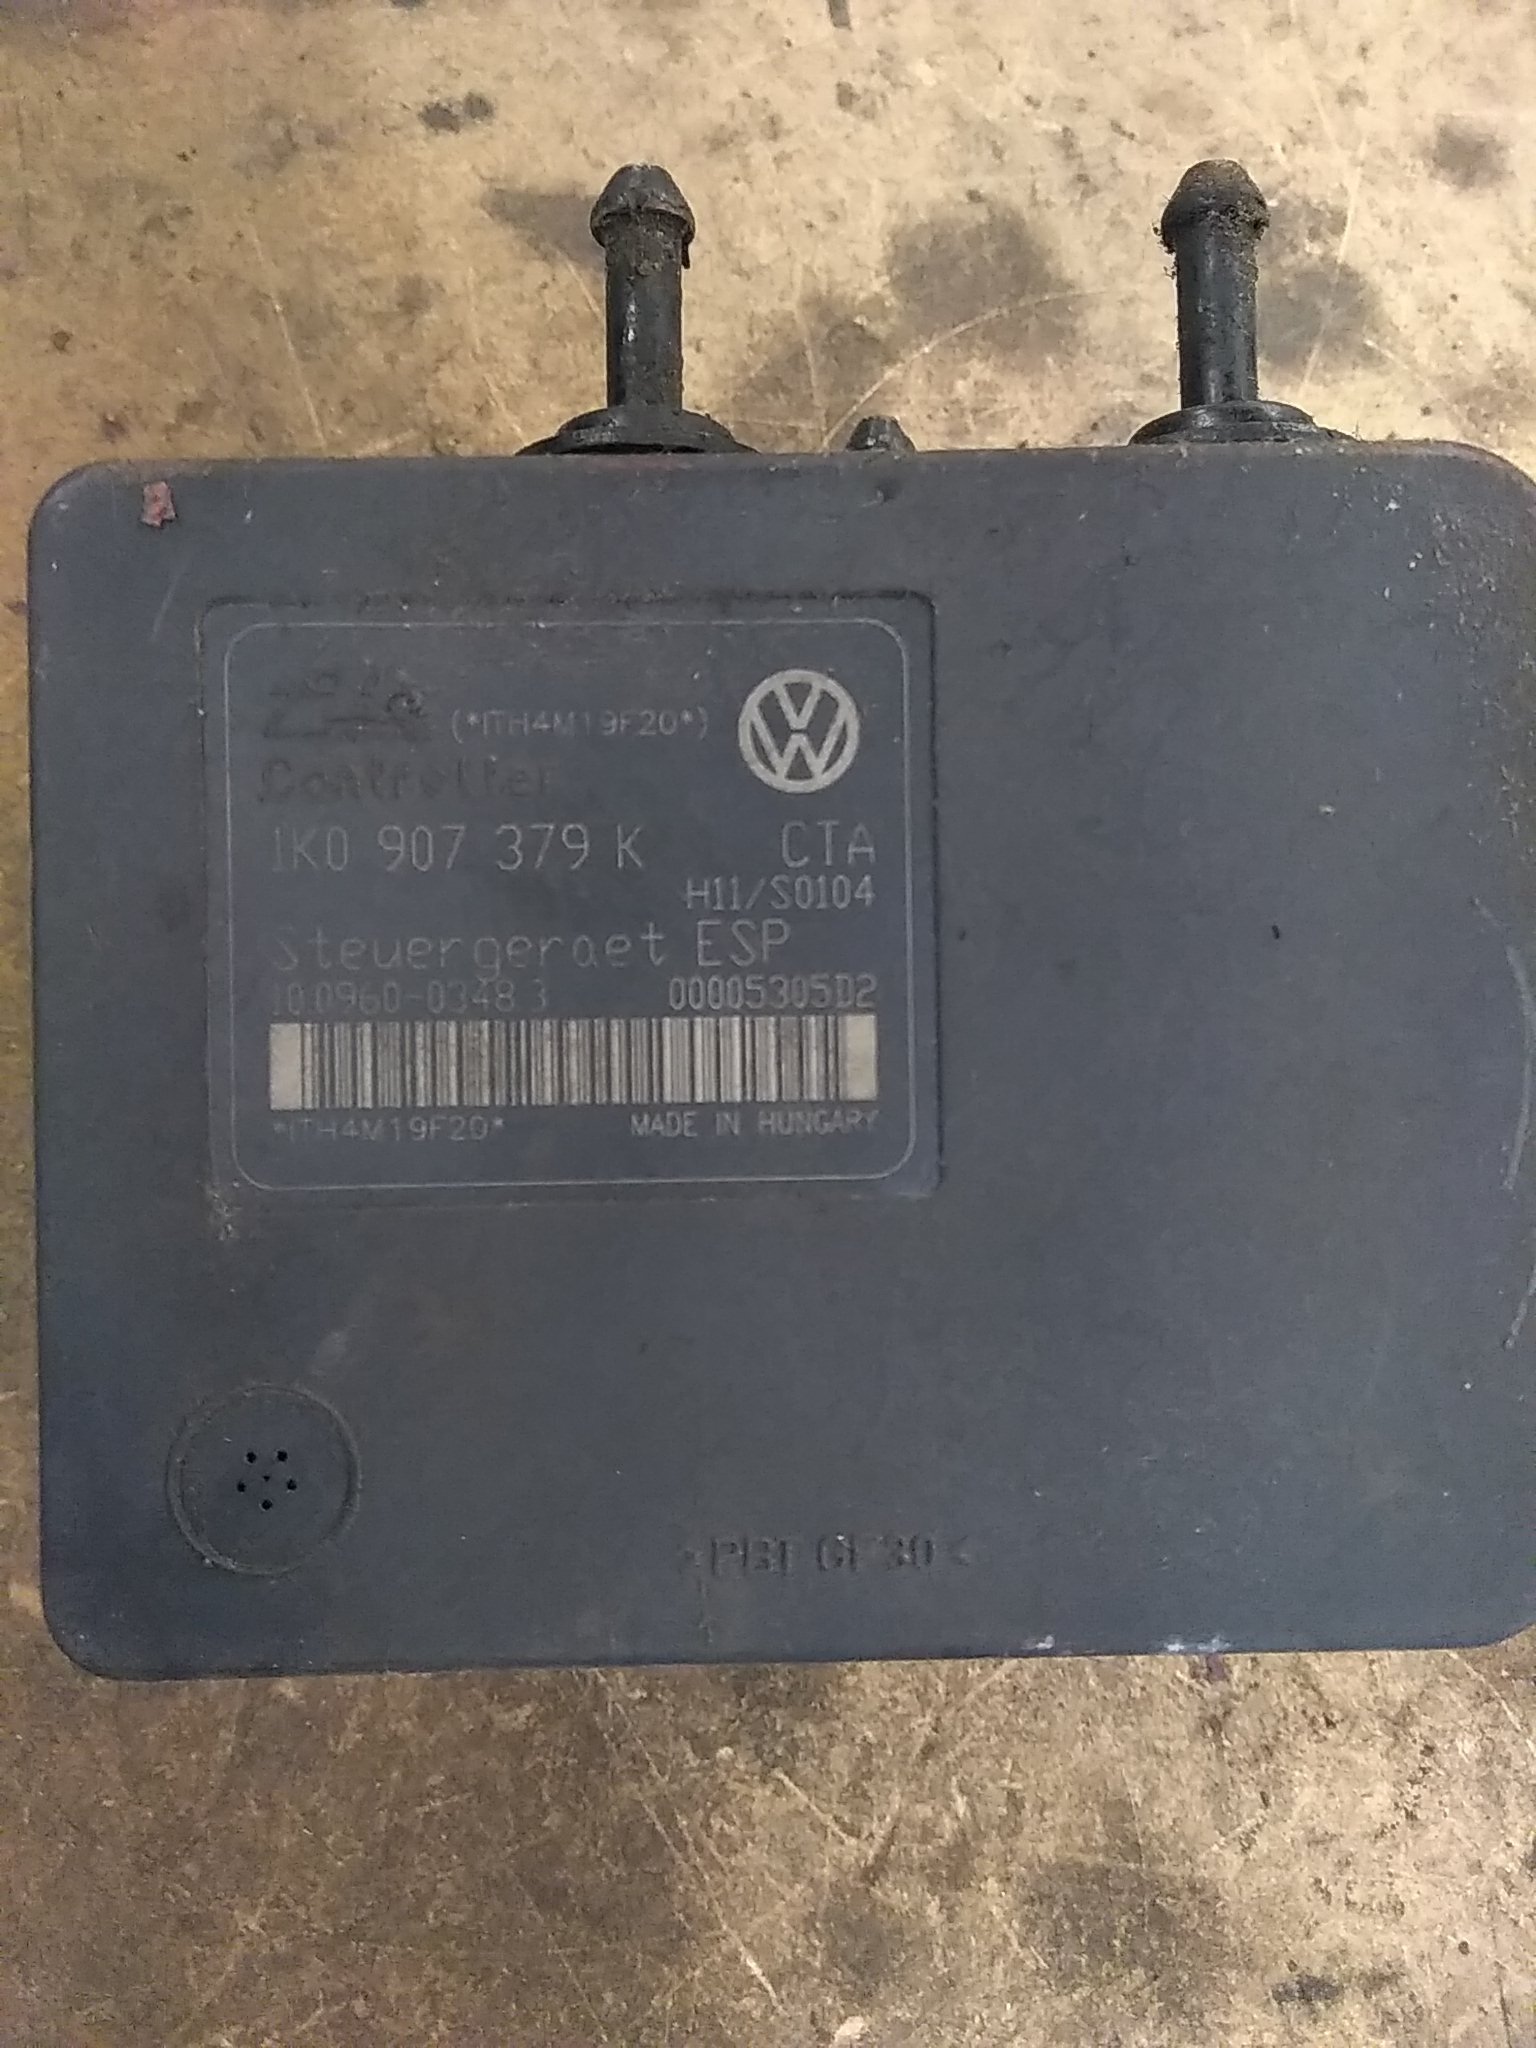 (*ITH4M19F20*)
Controller
1K0 907 379 K CTA
H11/S0104
Steuergeraet ESP
10.0960-0348.3 00005305D2
*ITH4M19F20* MADE IN HUNGARY
>PBT GF30<